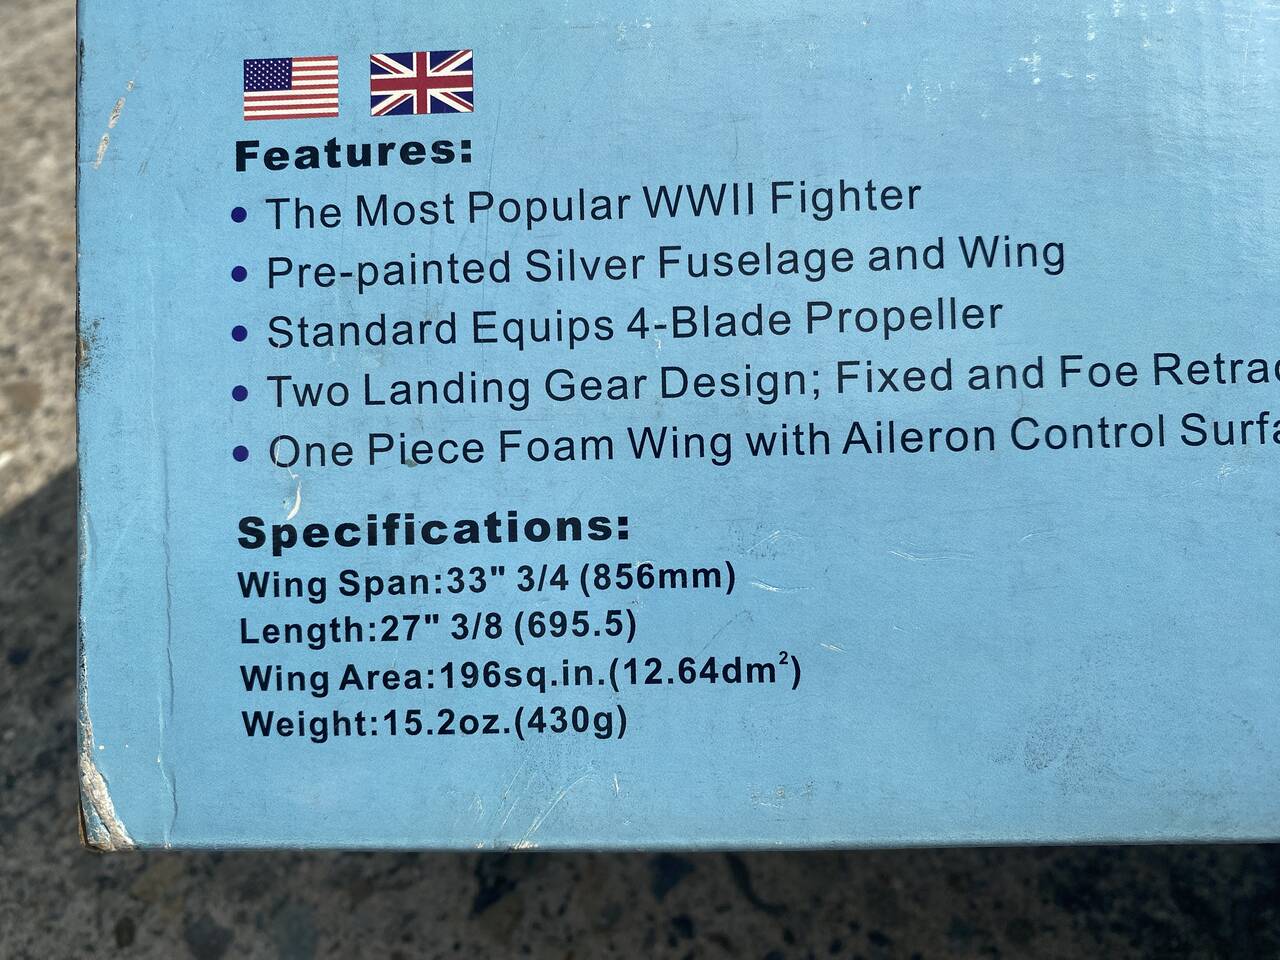 Features:
• The Most Popular WWII Fighter
• Pre-painted Silver Fuselage and Wing
• Standard Equips 4-Blade Propeller
• Two Landing Gear Design; Fixed and Foe
• One Piece Foam Wing with Aileron Control
Specifications:
Wing Span:33" 3/4 (856mm)
Length:27" 3/8 (695.5)
Wing Area:196sq.in.(12.64dm²)
Weight:15.2oz.(430g)